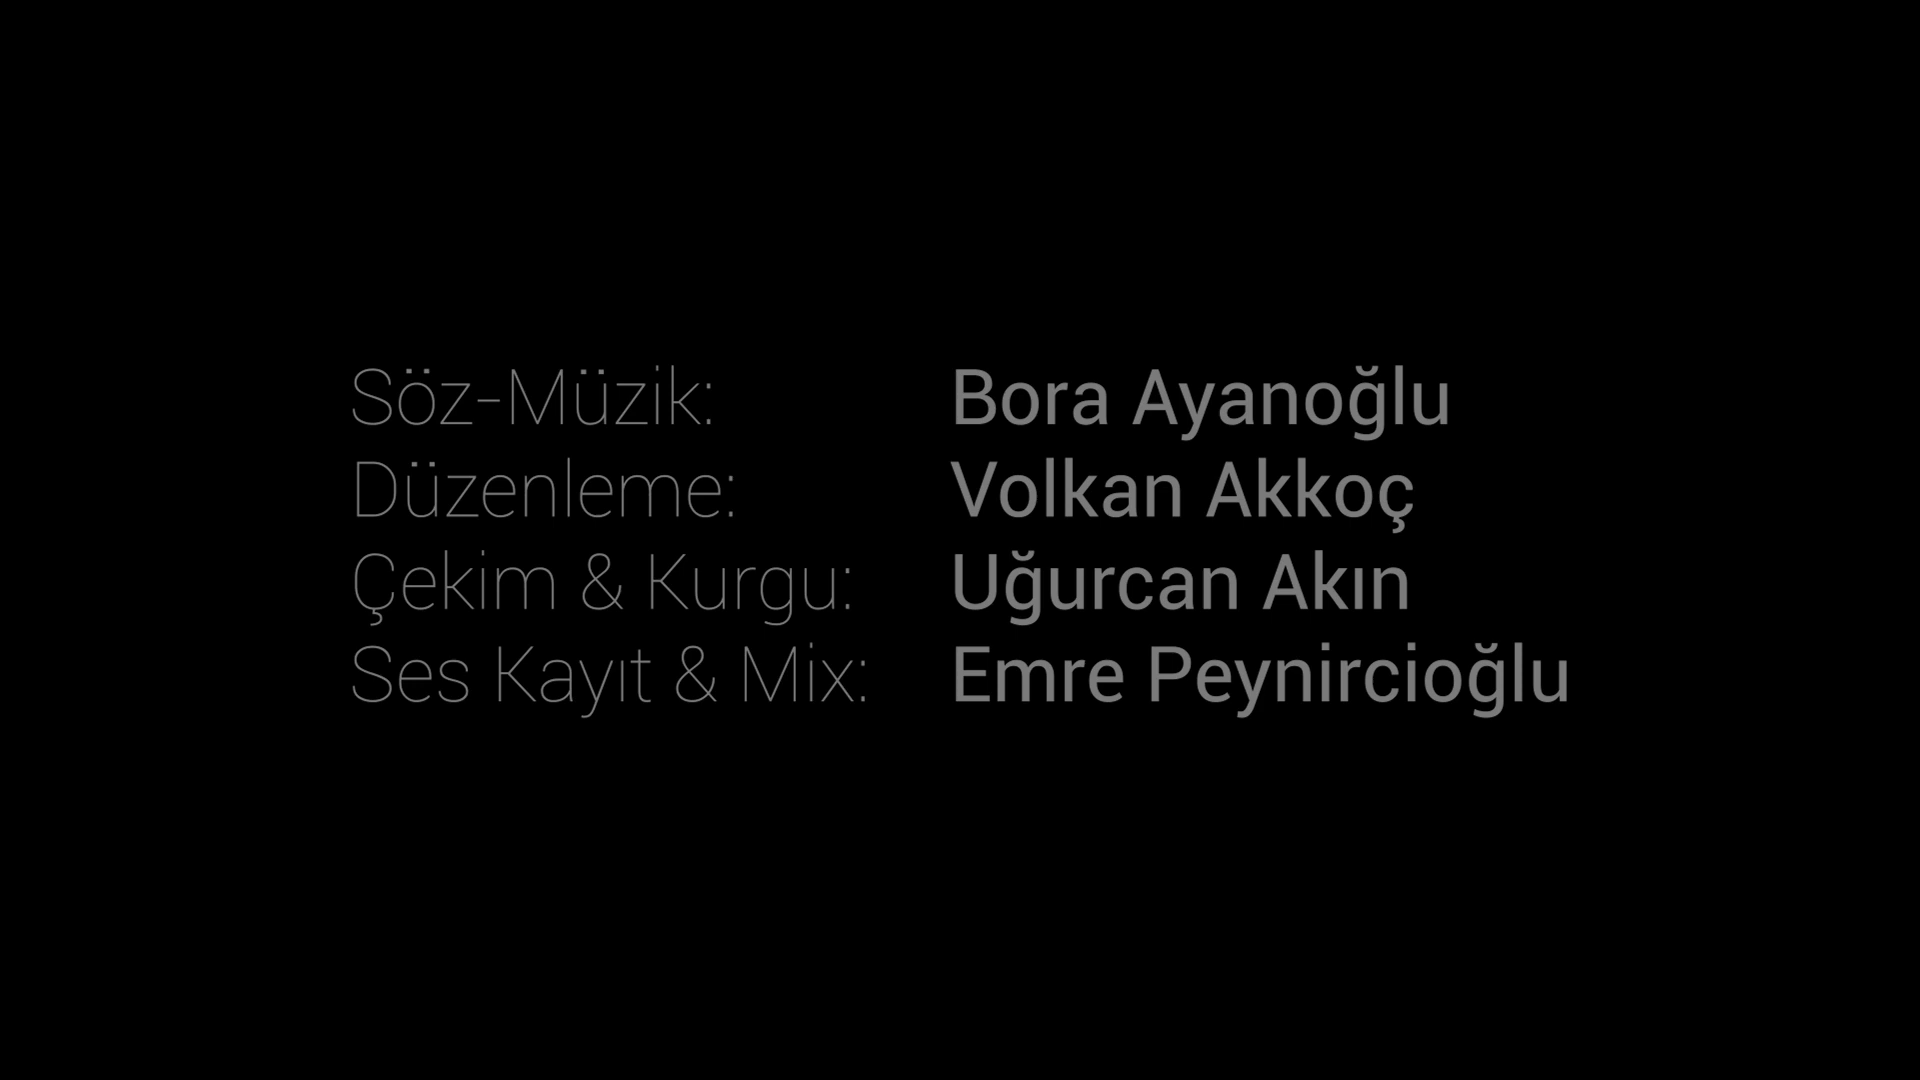 Söz-Müzik: Bora Ayanoğlu
Düzenleme: Volkan Akkoç
Çekim & Kurgu: Uğurcan Akın
Ses Kayıt & Mix: Emre Peynircioğlu